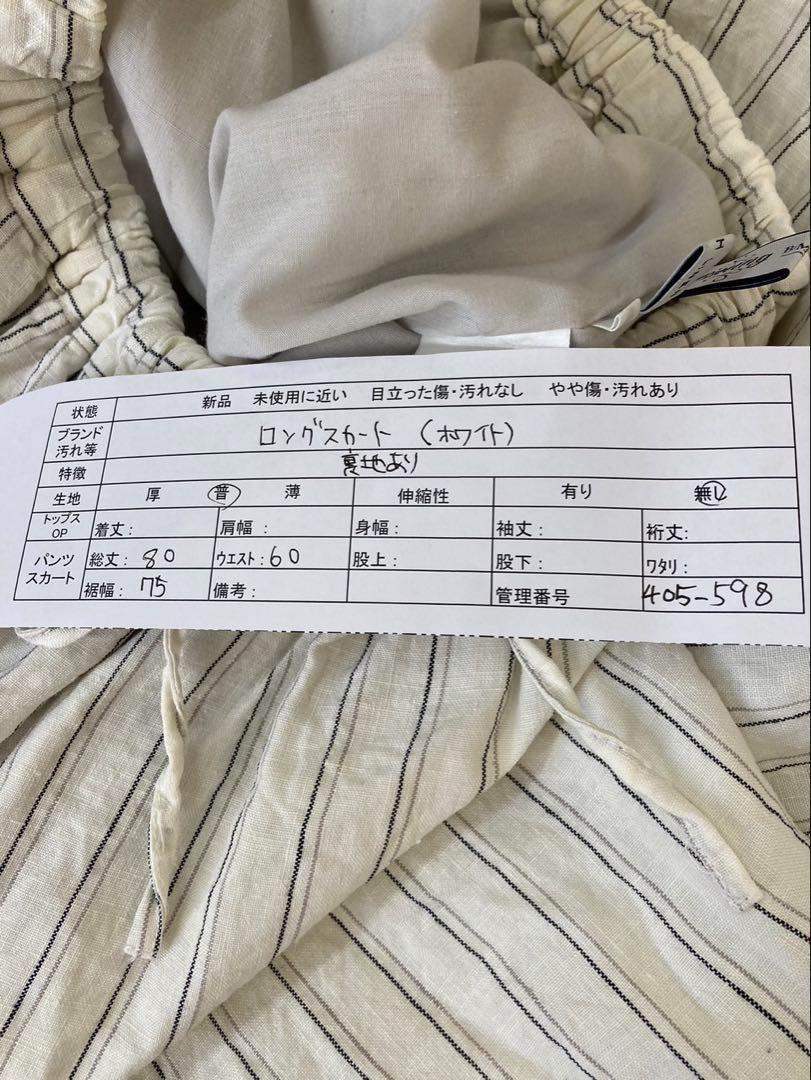 状態 新品 未使用に近い 目立った傷・汚れなし やや傷・汚れあり
ブランド
汚れ等 ロングスカート (ホワイト)
特徴 裏地あり
生地 厚 普 薄 伸縮性 有り 無し
トップス
OP 着丈: 肩幅: 身幅: 袖丈: 裄丈:
パンツ
スカート 総丈: 80 ウエスト: 60 股上: 股下: ワタリ:
裾幅: 75 備考: 管理番号 405-598